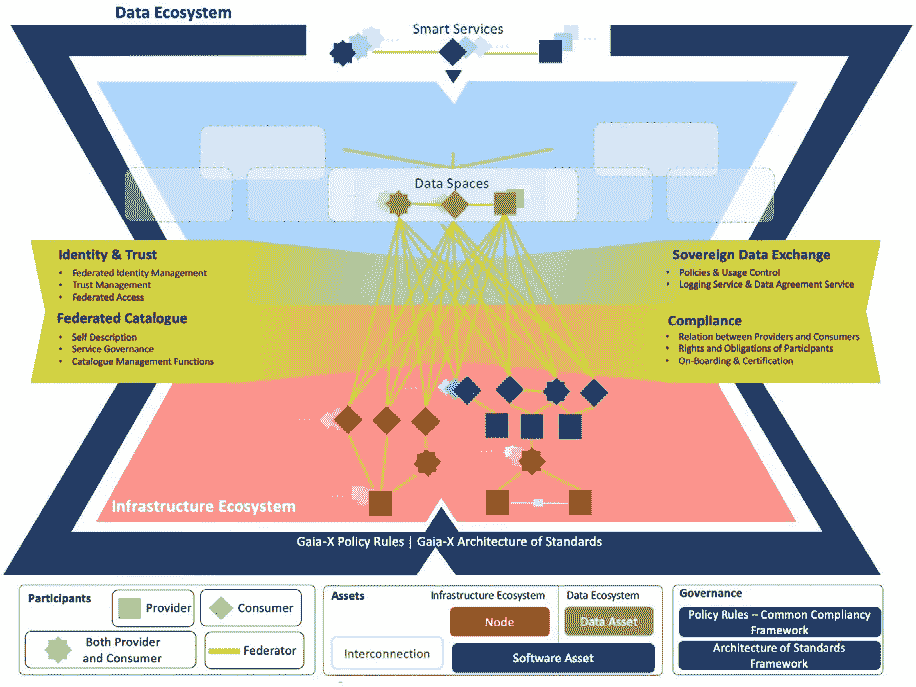 Data Ecosystem
Smart Services
Data Spaces
Identity & Trust
• Federated Identity Management
• Trust Management
• Federated Access
Federated Catalogue
• Self Description
• Service Governance
• Catalogue Management Functions
Sovereign Data Exchange
• Policies & Usage Control
• Logging Service & Data Agreement Service
Compliance
• Relation between Providers and Consumers
• Rights and Obligations of Participants
• On-Boarding & Certification
Infrastructure Ecosystem
Gaia-X Policy Rules | Gaia-X Architecture of Standards
Participants
Provider
Consumer
Both Provider
and Consumer
Federator
Assets
Infrastructure Ecosystem
Data Ecosystem
Node
Data Asset
Interconnection
Software Asset
Governance
Policy Rules – Common Compliancy
Framework
Architecture of Standards
Framework